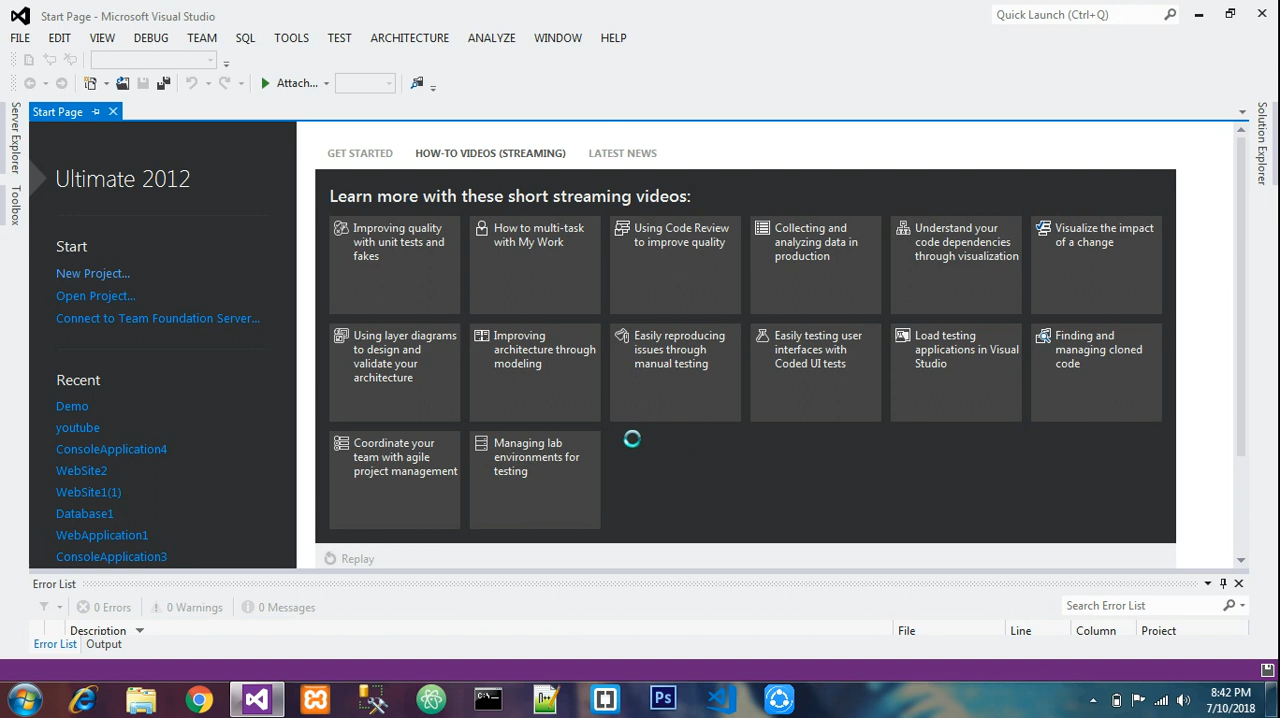 Start Page - Microsoft Visual Studio
Quick Launch (Ctrl+Q)
FILE EDIT VIEW DEBUG TEAM SQL TOOLS TEST ARCHITECTURE ANALYZE WINDOW HELP
Attach...
Server Explorer
Toolbox
Solution Explorer
Start Page
Ultimate 2012
Start
New Project...
Open Project...
Connect to Team Foundation Server...
Recent
Demo
youtube
ConsoleApplication4
WebSite2
WebSite1(1)
Database1
WebApplication1
ConsoleApplication3
GET STARTED HOW-TO VIDEOS (STREAMING) LATEST NEWS
Learn more with these short streaming videos:
Improving quality
with unit tests and
fakes
How to multi-task
with My Work
Using Code Review
to improve quality
Collecting and
analyzing data in
production
Understand your
code dependencies
through visualization
Visualize the impact
of a change
Using layer diagrams
to design and
validate your
architecture
Improving
architecture through
modeling
Easily reproducing
issues through
manual testing
Easily testing user
interfaces with
Coded UI tests
Load testing
applications in Visual
Studio
Finding and
managing cloned
code
Coordinate your
team with agile
project management
Managing lab
environments for
testing
Replay
Error List
0 Errors 0 Warnings 0 Messages
Search Error List
Description File Line Column Project
Error List Output
Ps
8:42 PM
7/10/2018